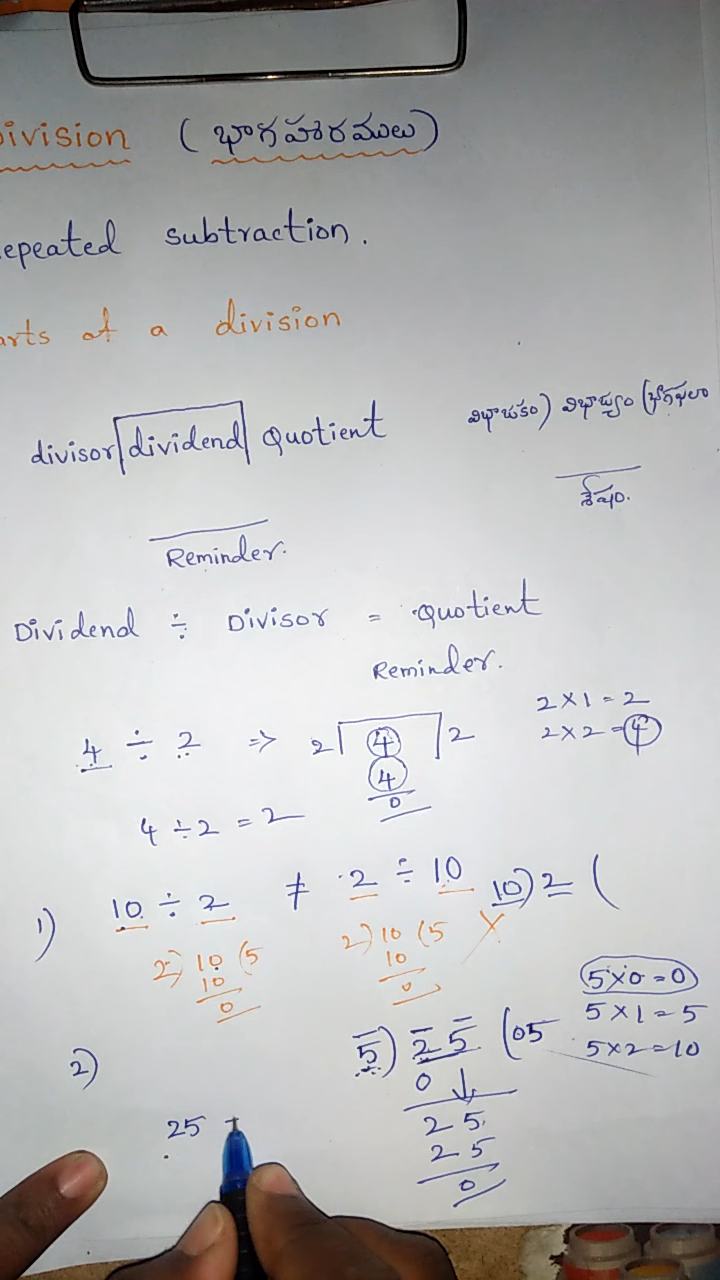 ivision (భాగహారములు)
epeated subtraction.
arts of a division
divisor dividend Quotient
విభాజకం) విభాజ్యం (భాగఫలం
శేషం.
Reminder.
Dividend ÷ Divisor = Quotient
Reminder.
4 ÷ 2 => 2 4 2
4
0
2 × 1 = 2
2 × 2 = 4
4 ÷ 2 = 2
1) 10 ÷ 2 ≠ 2 ÷ 10 10) 2 (
2) 10 (5
10
0
2) 10 (5 X
10
0
5 × 0 = 0
5 × 1 = 5
5 × 2 = 10
2)
5) 25 (05
0 ↓
25
25
0
25